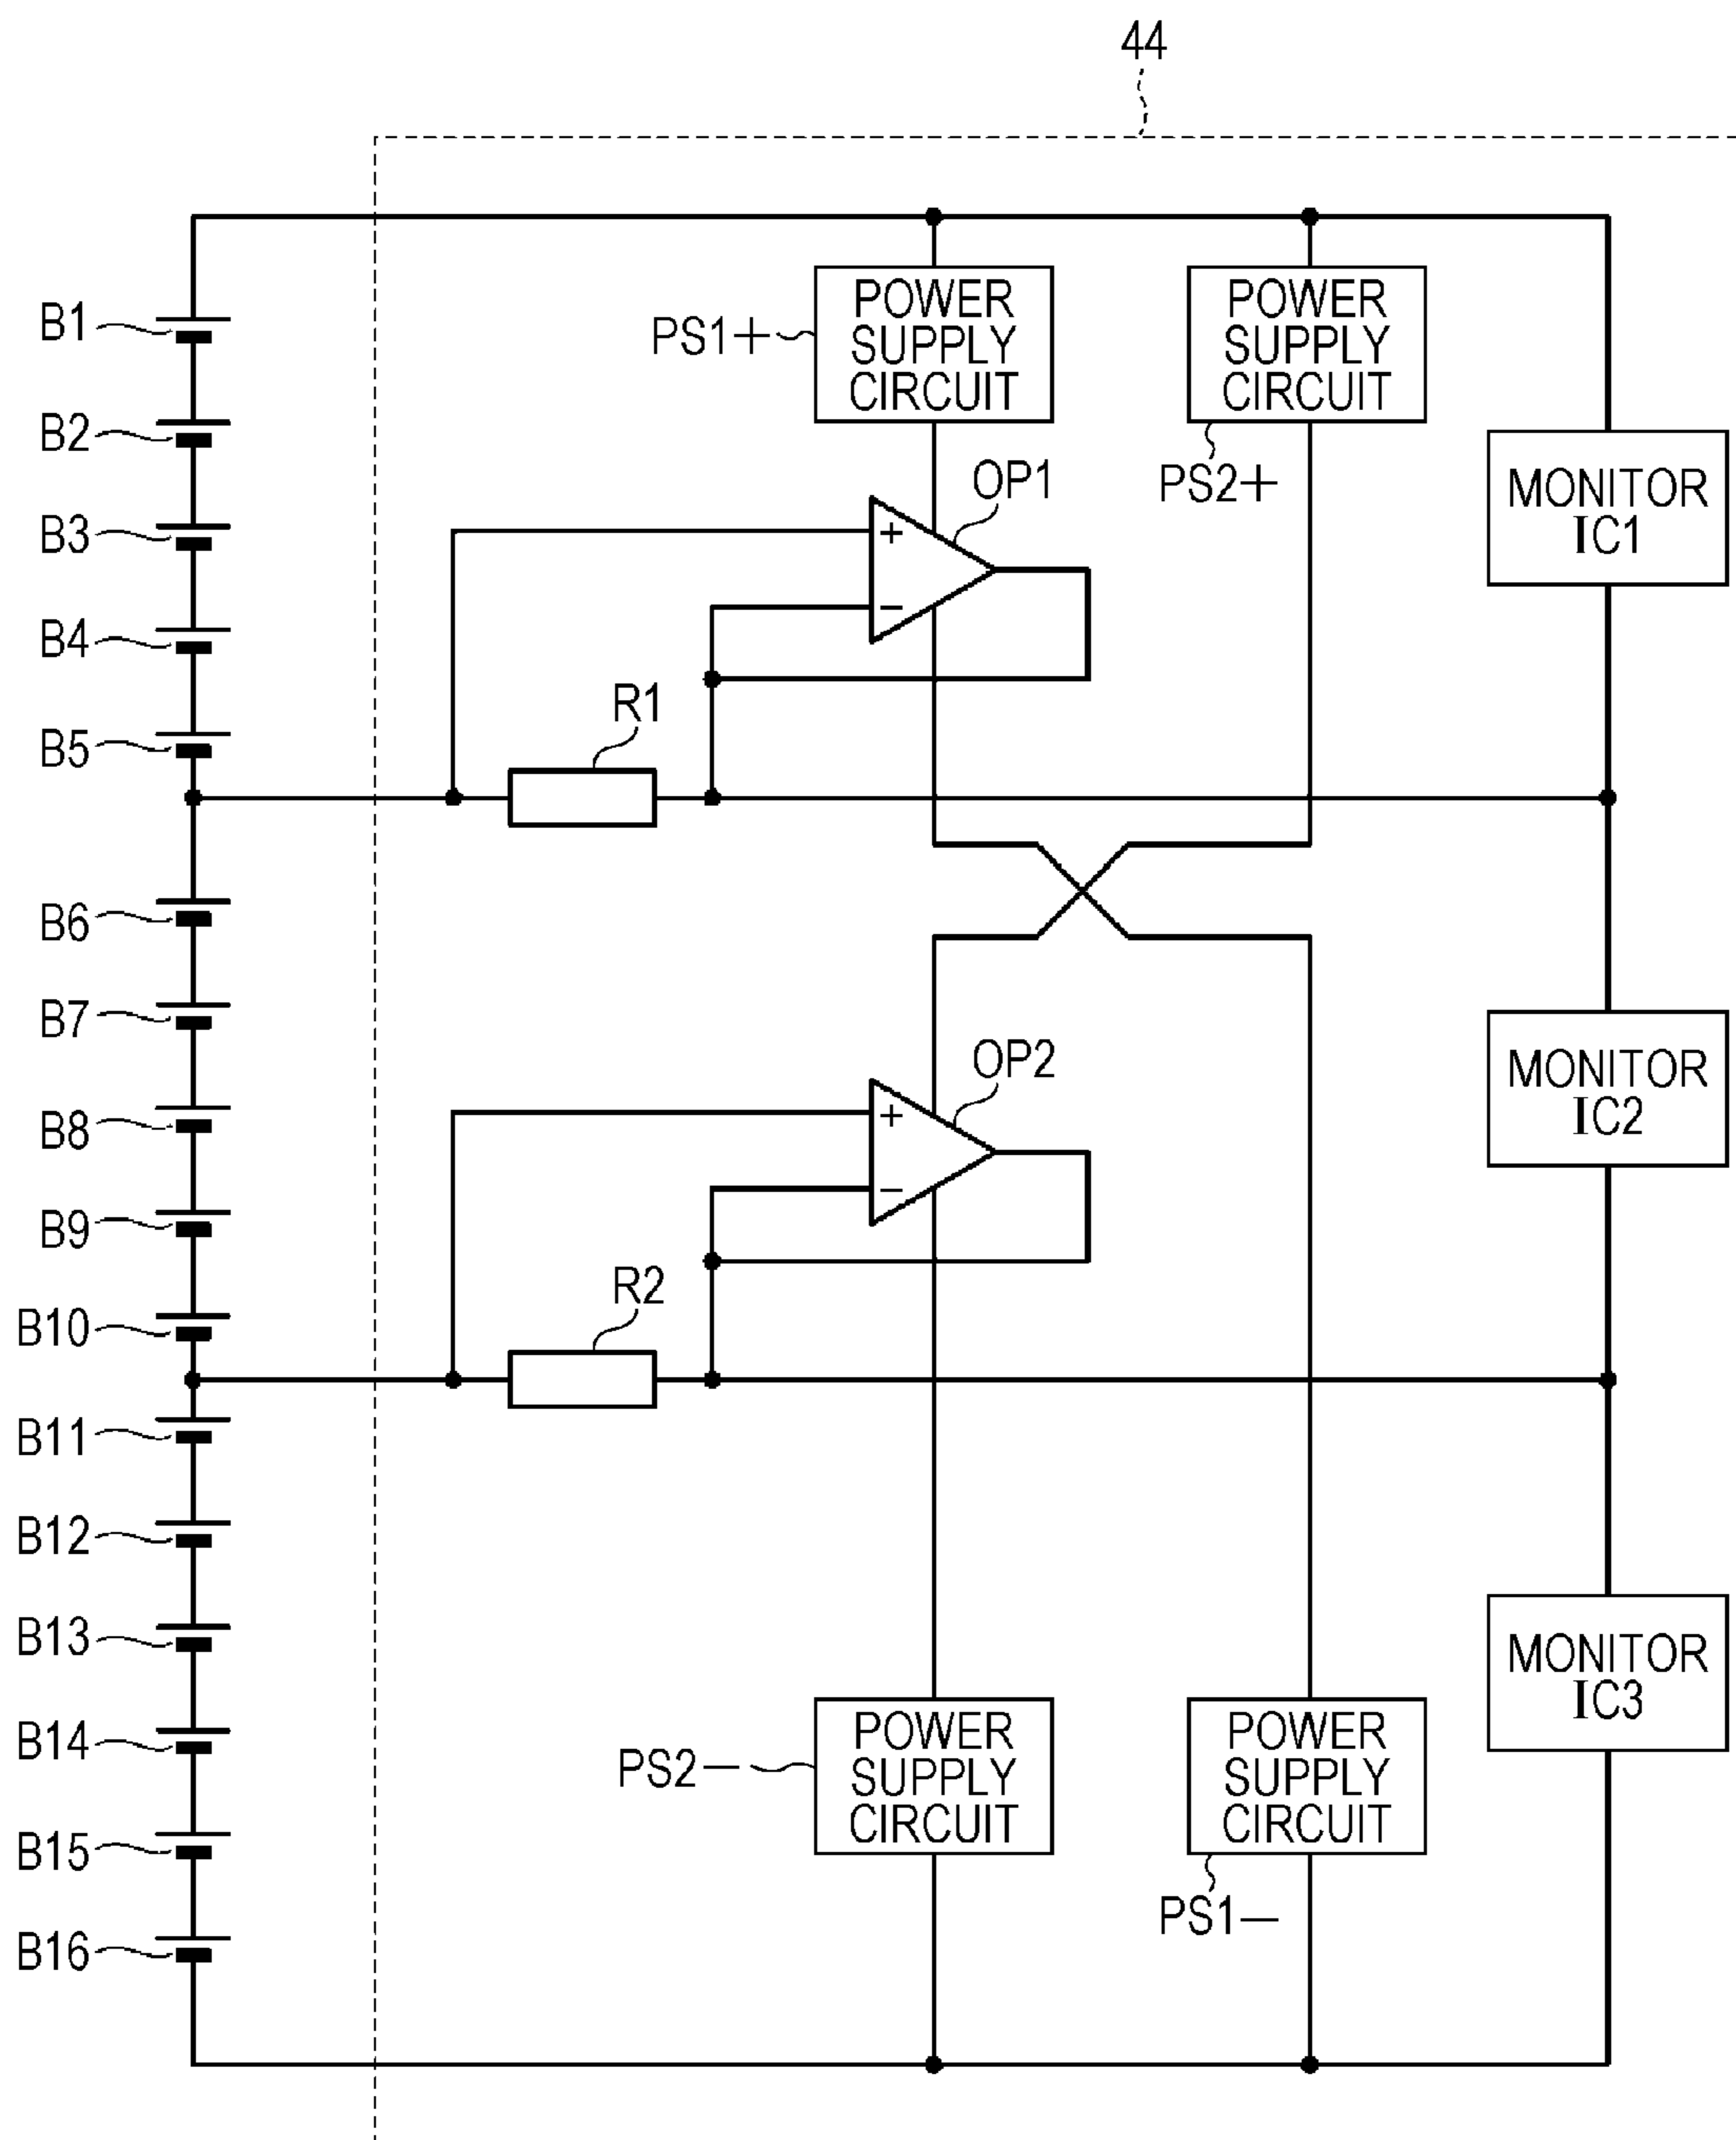 44
B1
B2
B3
B4
B5
B6
B7
B8
B9
B10
B11
B12
B13
B14
B15
B16
PS1+
POWER
SUPPLY
CIRCUIT
POWER
SUPPLY
CIRCUIT
PS2+
OP1
+
−
R1
MONITOR
IC1
OP2
+
−
R2
MONITOR
IC2
PS2−
POWER
SUPPLY
CIRCUIT
POWER
SUPPLY
CIRCUIT
PS1−
MONITOR
IC3